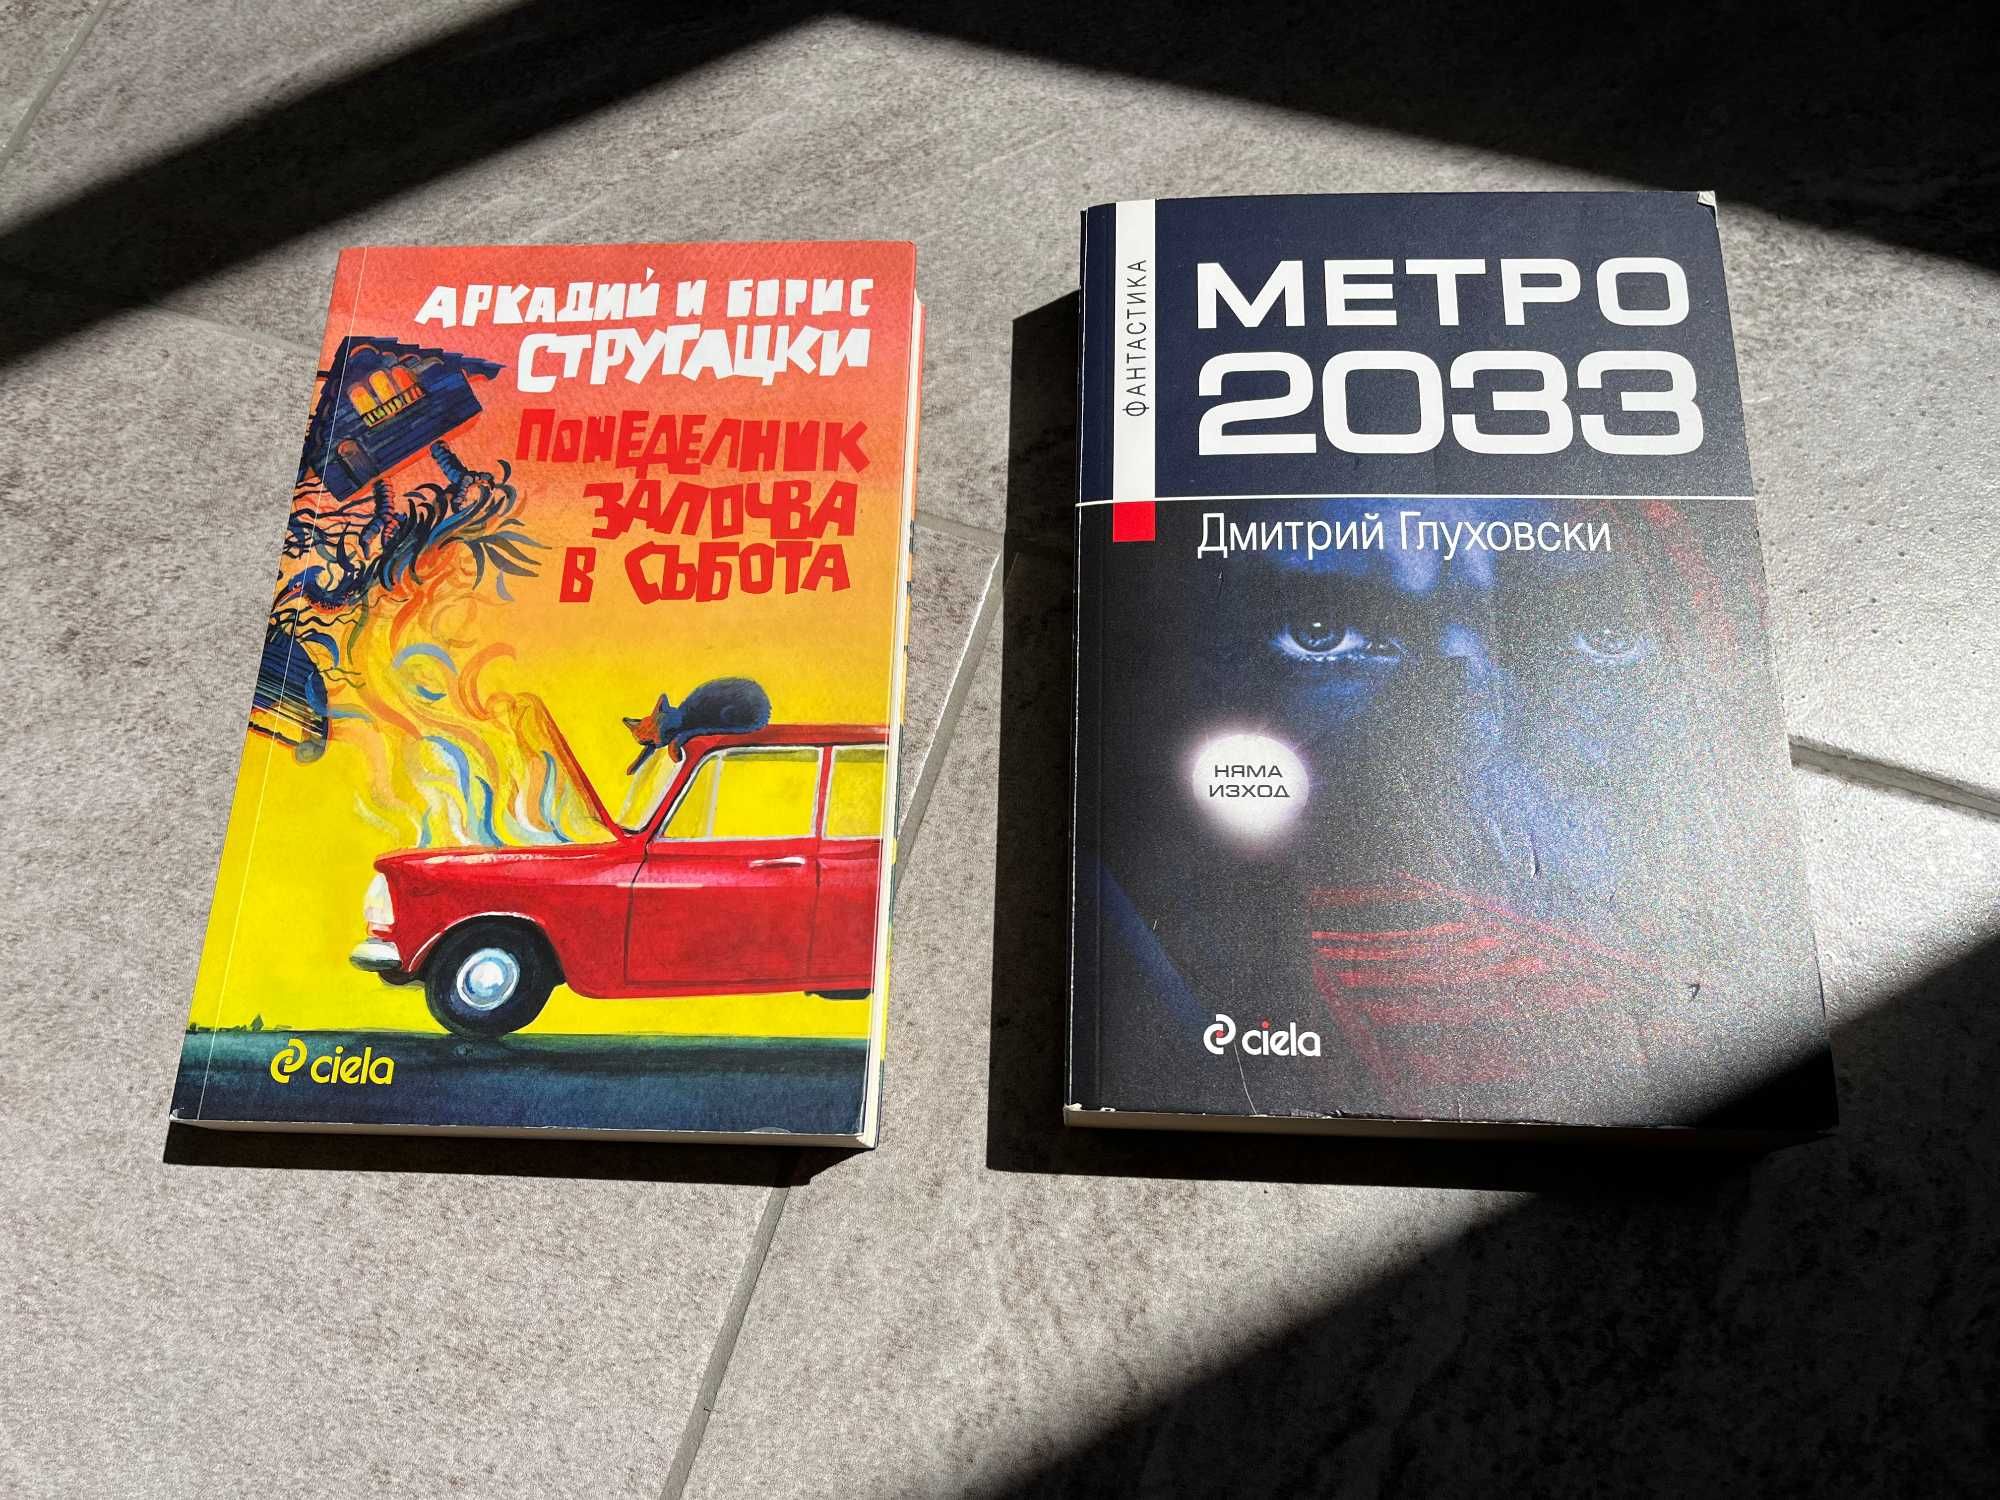 Аркадий и Борис
Стругацки
Понеделник
започва
в събота
ciela
ФАНТАСТИКА
МЕТРО
2033
Дмитрий Глуховски
НЯМА
ИЗХОД
ciela